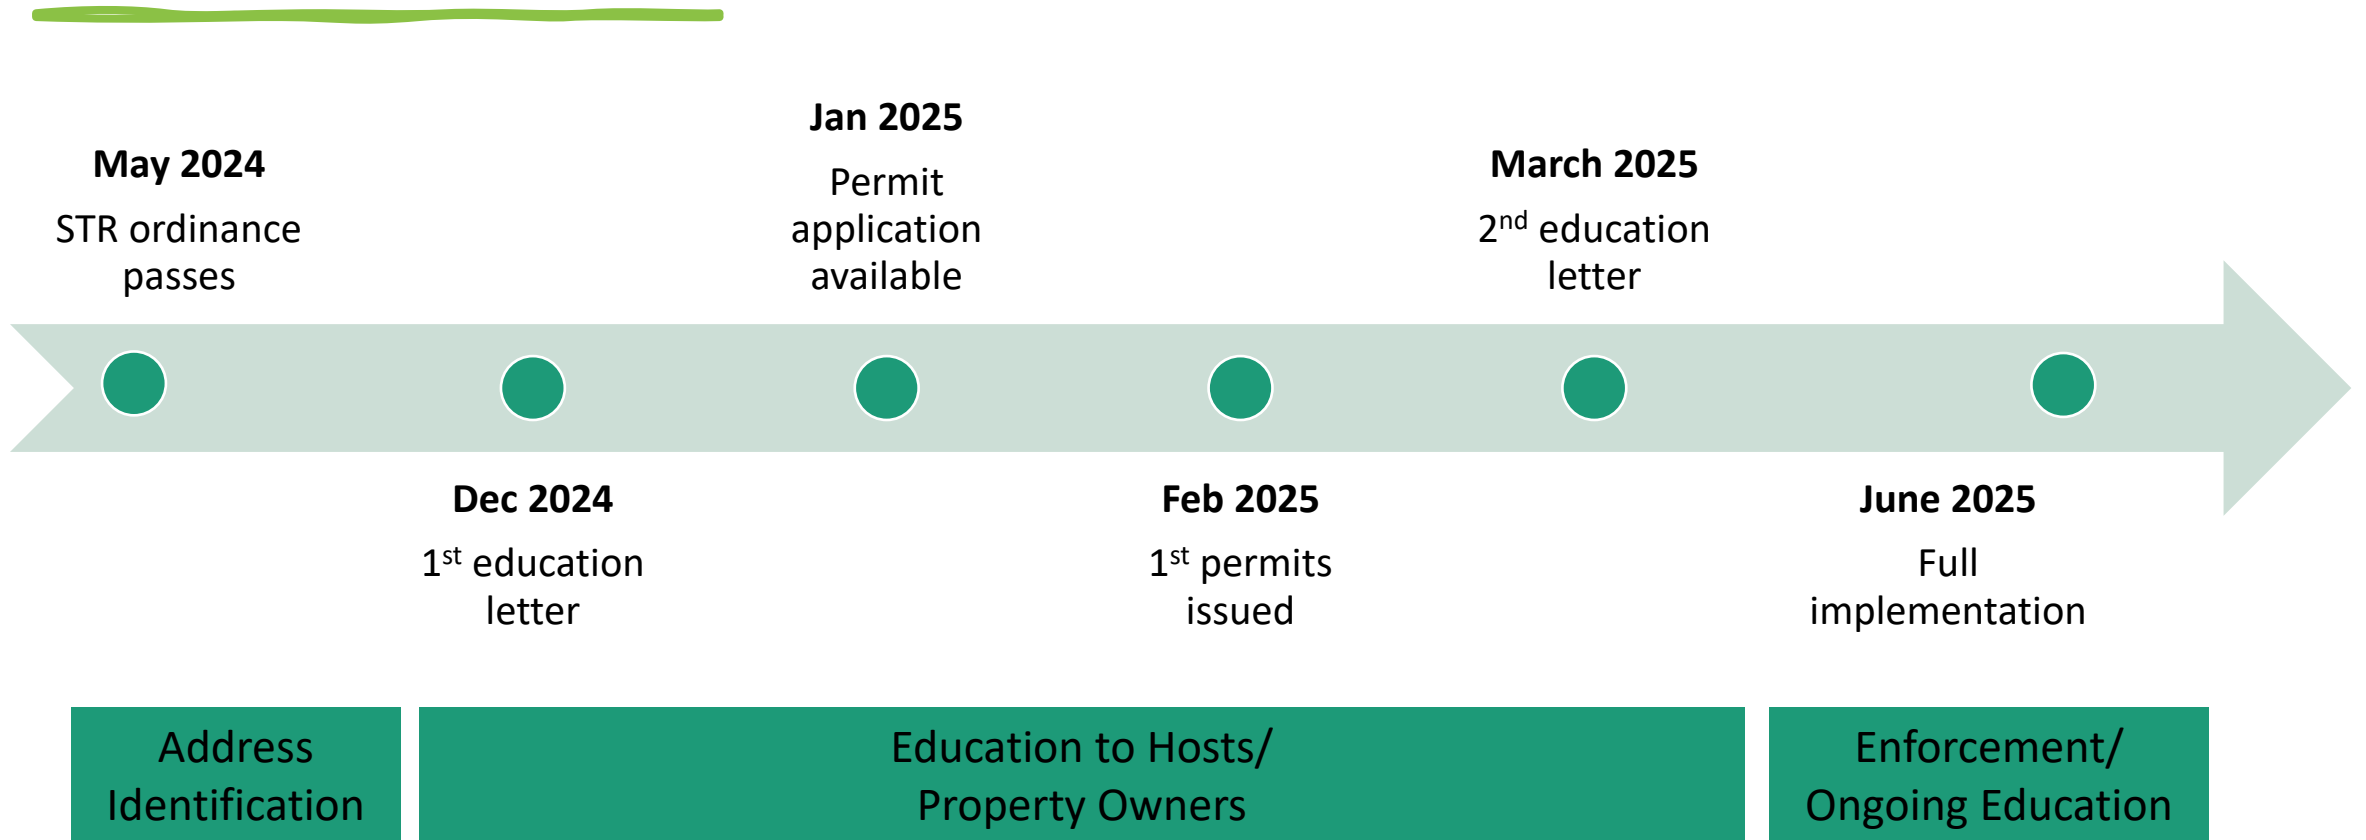 May 2024
STR ordinance
passes
Dec 2024
1st education
letter
Jan 2025
Permit
application
available
Feb 2025
1st permits
issued
March 2025
2nd education
letter
June 2025
Full
implementation
Address
Identification
Education to Hosts/
Property Owners
Enforcement/
Ongoing Education